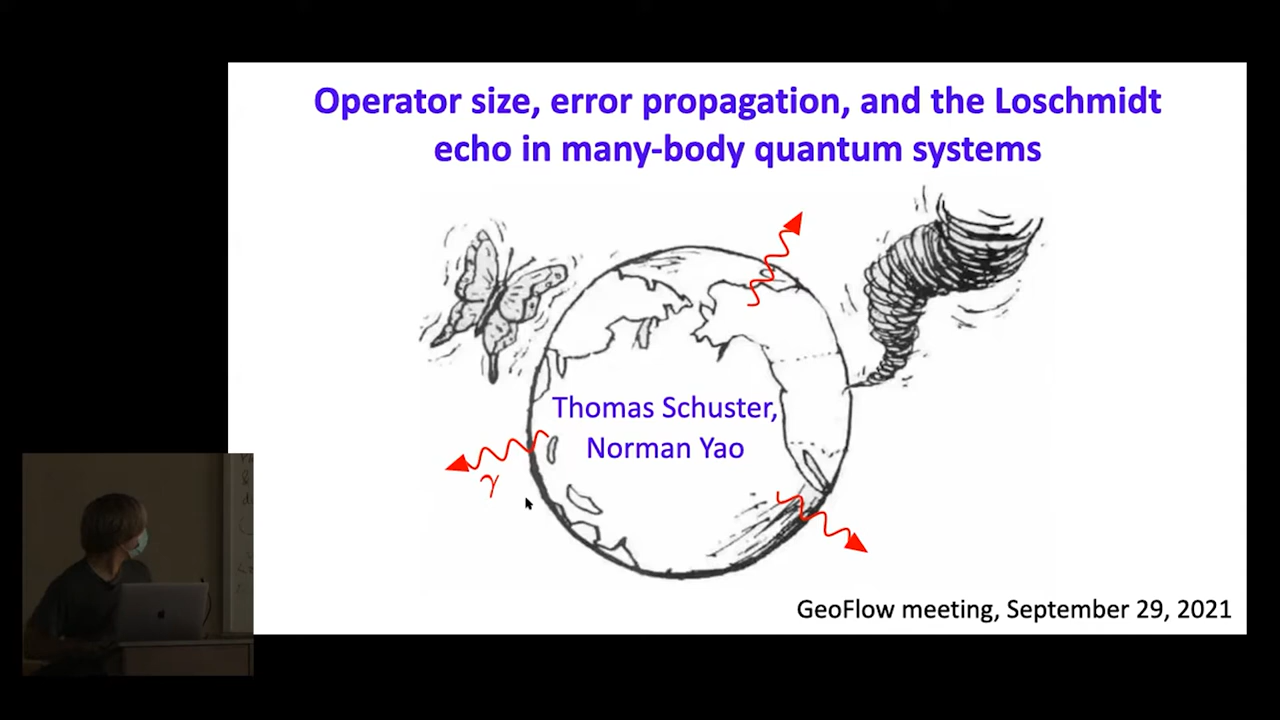 Operator size, error propagation, and the Loschmidt
echo in many-body quantum systems
Thomas Schuster,
Norman Yao
GeoFlow meeting, September 29, 2021